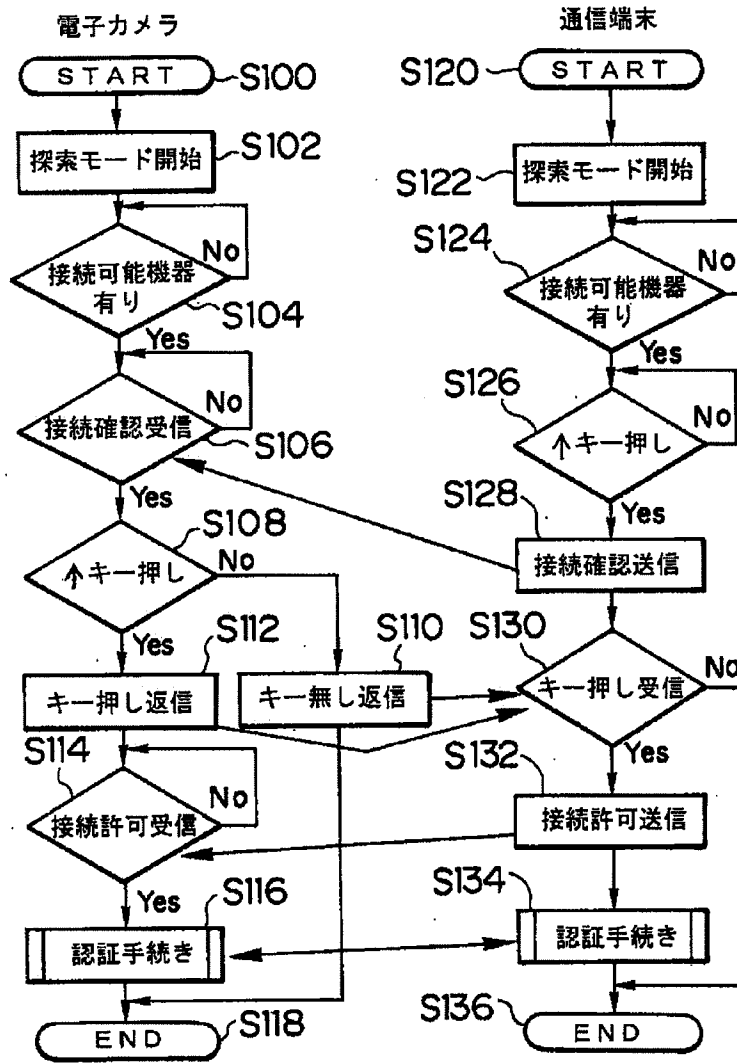 電子カメラ
START
S100
探索モード開始
S102
接続可能機器
有り
No
S104
Yes
接続確認受信
No
S106
Yes
S108
↑キー押し
No
Yes
S112
キー押し返信
S110
キー無し返信
S114
接続許可受信
No
Yes
S116
認証手続き
END
S118
通信端末
S120
START
S122
探索モード開始
S124
接続可能機器
有り
No
Yes
S126
↑キー押し
No
Yes
S128
接続確認送信
S130
キー押し受信
No
Yes
S132
接続許可送信
S134
認証手続き
S136
END